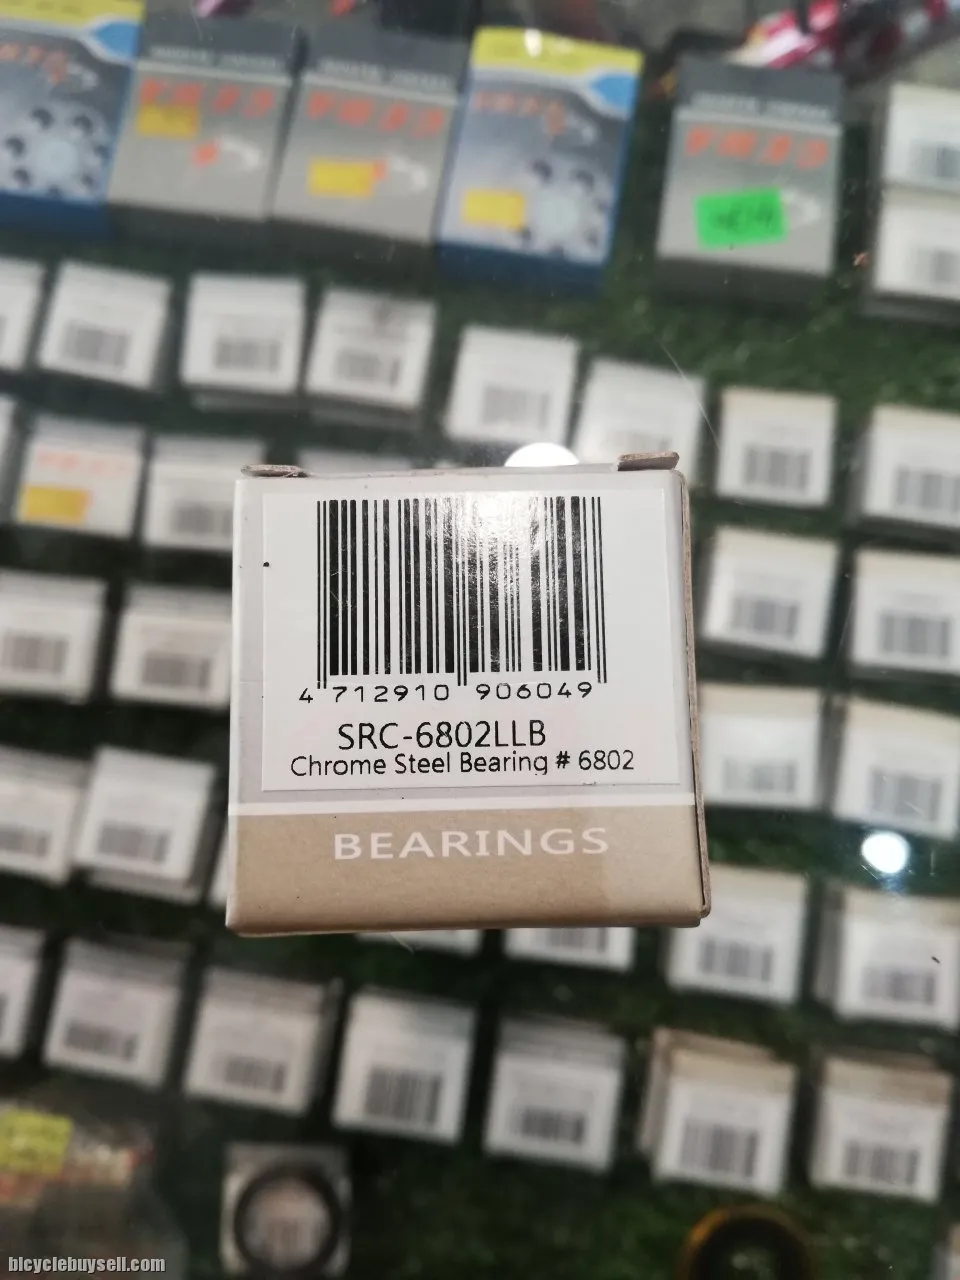 4 712910 906049
SRC-6802LLB
Chrome Steel Bearing # 6802
BEARINGS
bicyclebuysell.com